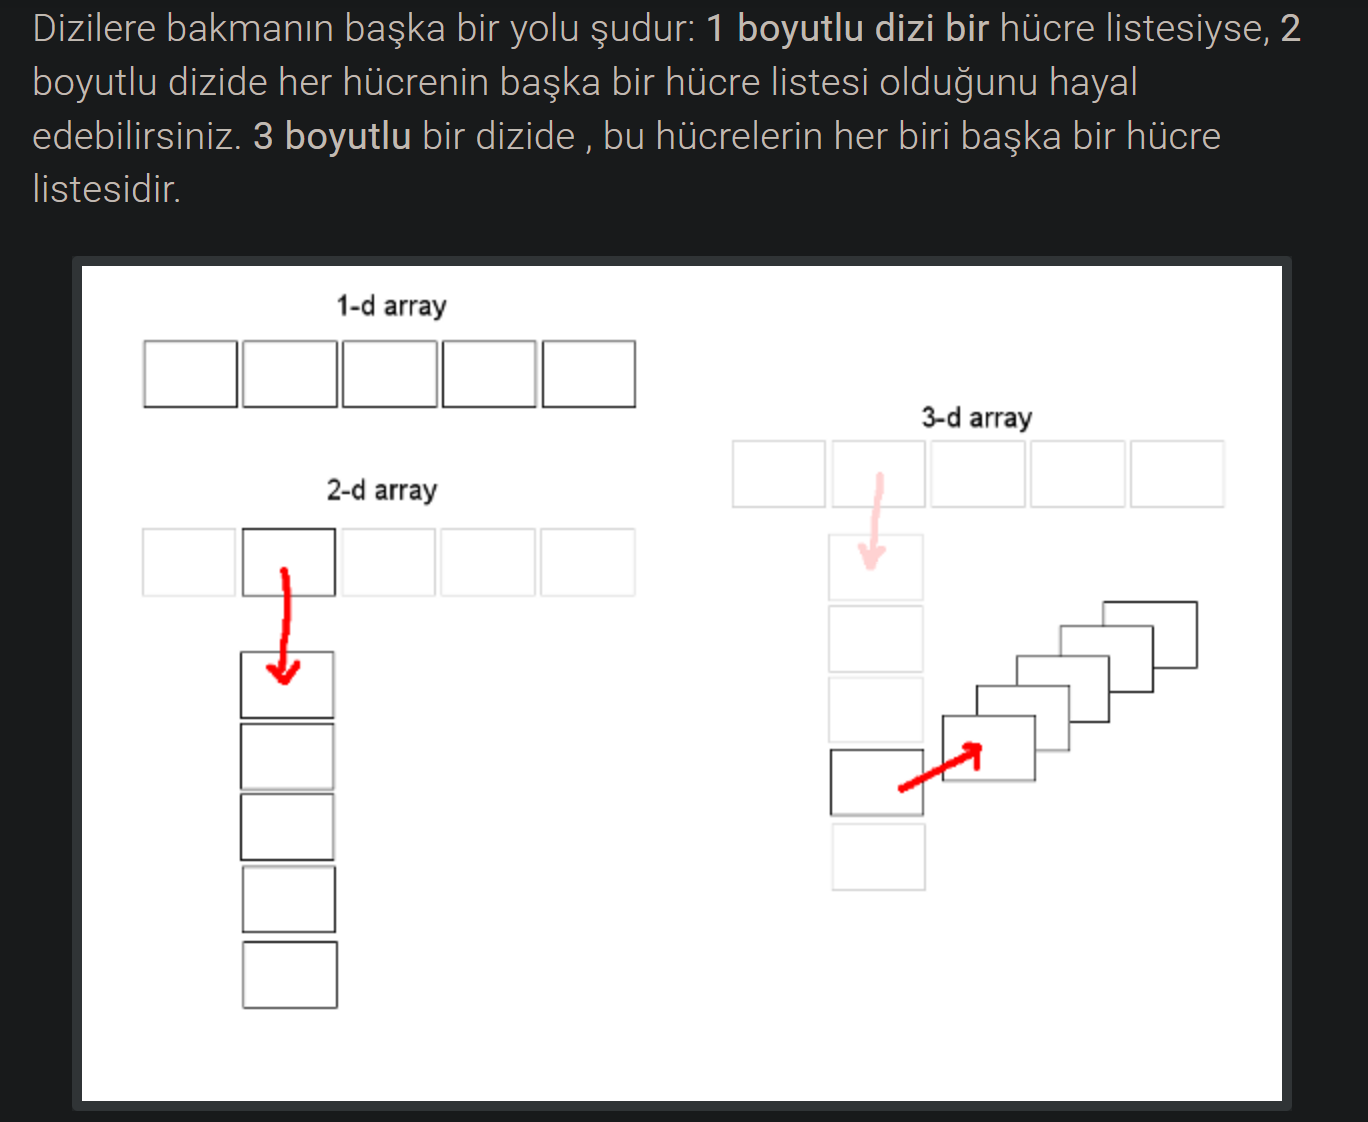 Dizilere bakmanın başka bir yolu şudur: 1 boyutlu dizi bir hücre listesiyse, 2
boyutlu dizide her hücrenin başka bir hücre listesi olduğunu hayal
edebilirsiniz. 3 boyutlu bir dizide , bu hücrelerin her biri başka bir hücre
listesidir.
1-d array
2-d array
3-d array